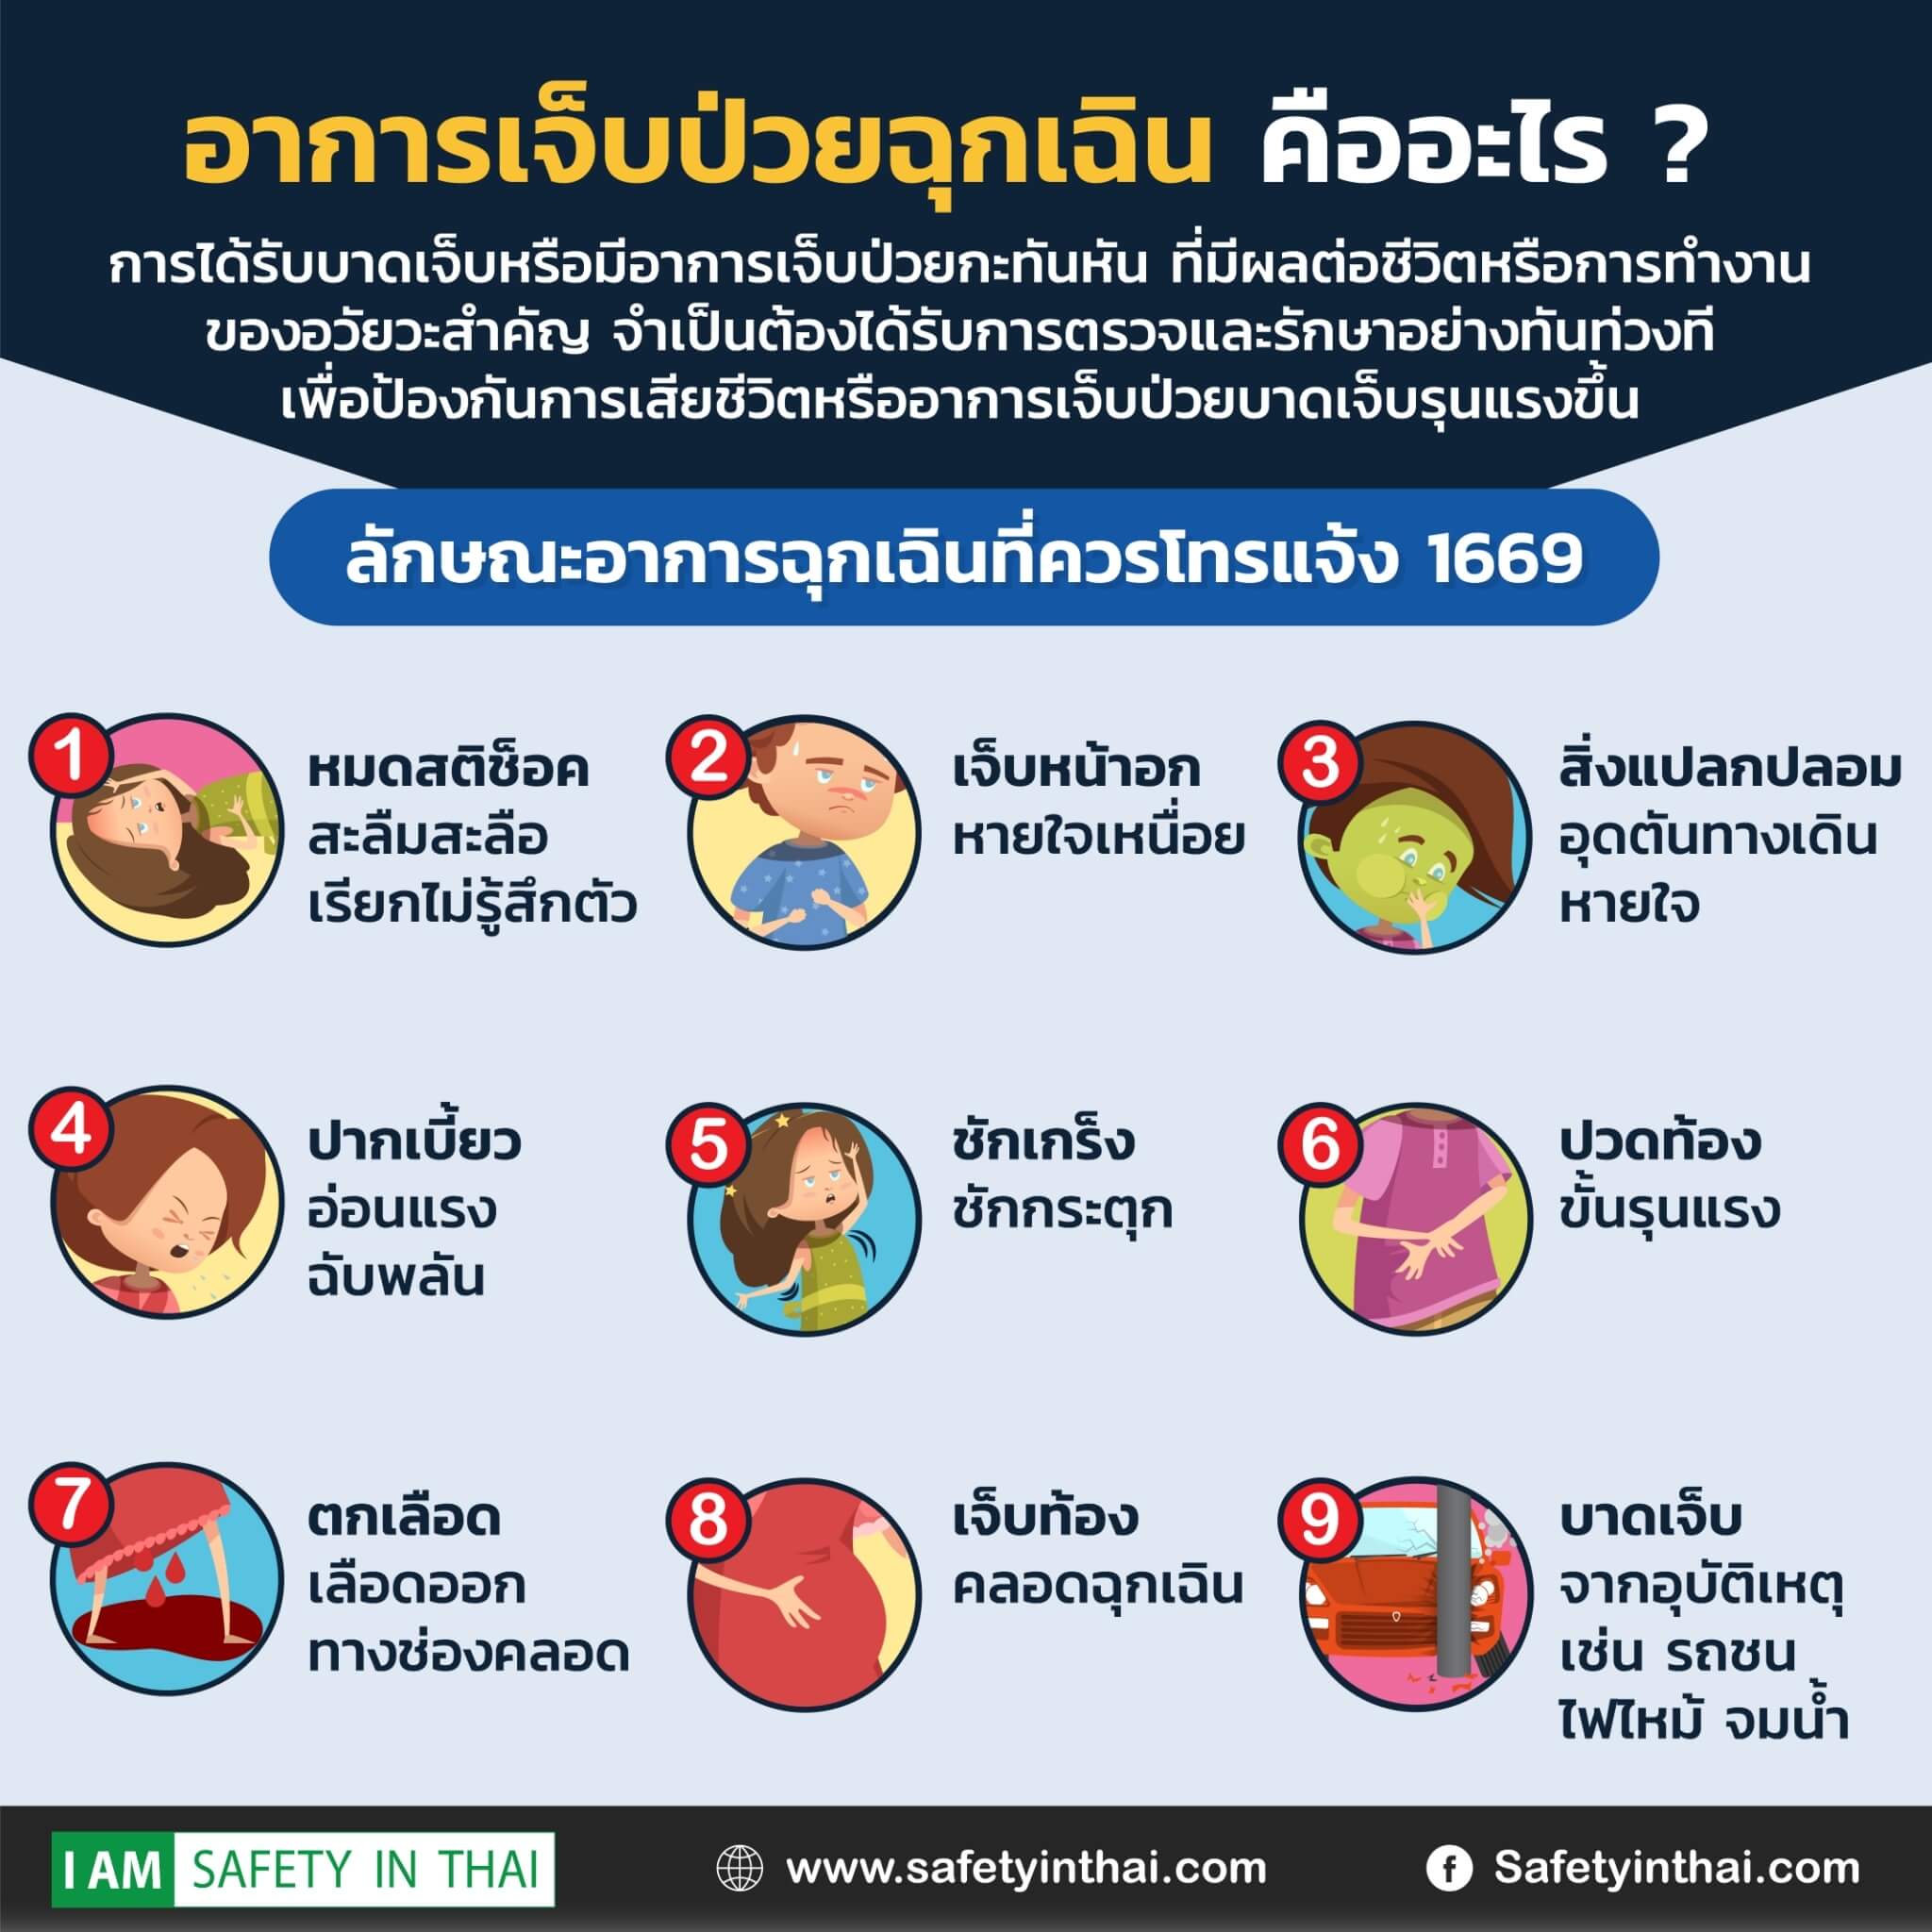 อาการเจ็บป่วยฉุกเฉิน คืออะไร ?
การได้รับบาดเจ็บหรือมีอาการเจ็บป่วยกะทันหัน ที่มีผลต่อชีวิตหรือการทำงาน
ของอวัยวะสำคัญ จำเป็นต้องได้รับการตรวจและรักษาอย่างทันท่วงที
เพื่อป้องกันการเสียชีวิตหรืออาการเจ็บป่วยบาดเจ็บรุนแรงขึ้น
ลักษณะอาการฉุกเฉินที่ควรโทรแจ้ง 1669
1
หมดสติช็อค
สะลืมสะลือ
เรียกไม่รู้สึกตัว
2
เจ็บหน้าอก
หายใจเหนื่อย
3
สิ่งแปลกปลอม
อุดตันทางเดิน
หายใจ
4
ปากเบี้ยว
อ่อนแรง
ฉับพลัน
5
ชักเกร็ง
ชักกระตุก
6
ปวดท้อง
ขั้นรุนแรง
7
ตกเลือด
เลือดออก
ทางช่องคลอด
8
เจ็บท้อง
คลอดฉุกเฉิน
9
บาดเจ็บ
จากอุบัติเหตุ
เช่น รถชน
ไฟไหม้ จมน้ำ
I AM SAFETY IN THAI
www.safetyinthai.com
Safetyinthai.com